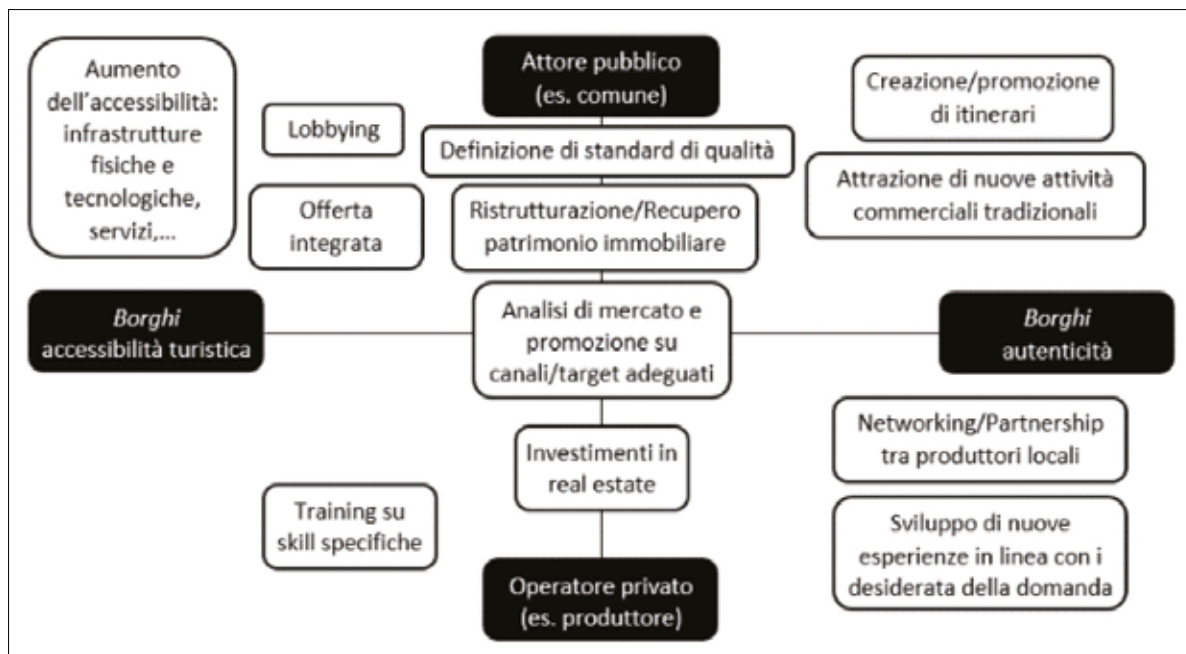 Aumento
dell'accessibilità:
infrastrutture
fisiche e
tecnologiche,
servizi,...
Lobbying
Offerta
integrata
Attore pubblico
(es. comune)
Definizione di standard di qualità
Ristrutturazione/Recupero
patrimonio immobiliare
Creazione/promozione
di itinerari
Attrazione di nuove attività
commerciali tradizionali
Borghi
accessibilità turistica
Analisi di mercato e
promozione su
canali/target adeguati
Borghi
autenticità
Investimenti in
real estate
Training su
skill specifiche
Operatore privato
(es. produttore)
Networking/Partnership
tra produttori locali
Sviluppo di nuove
esperienze in linea con i
desiderata della domanda